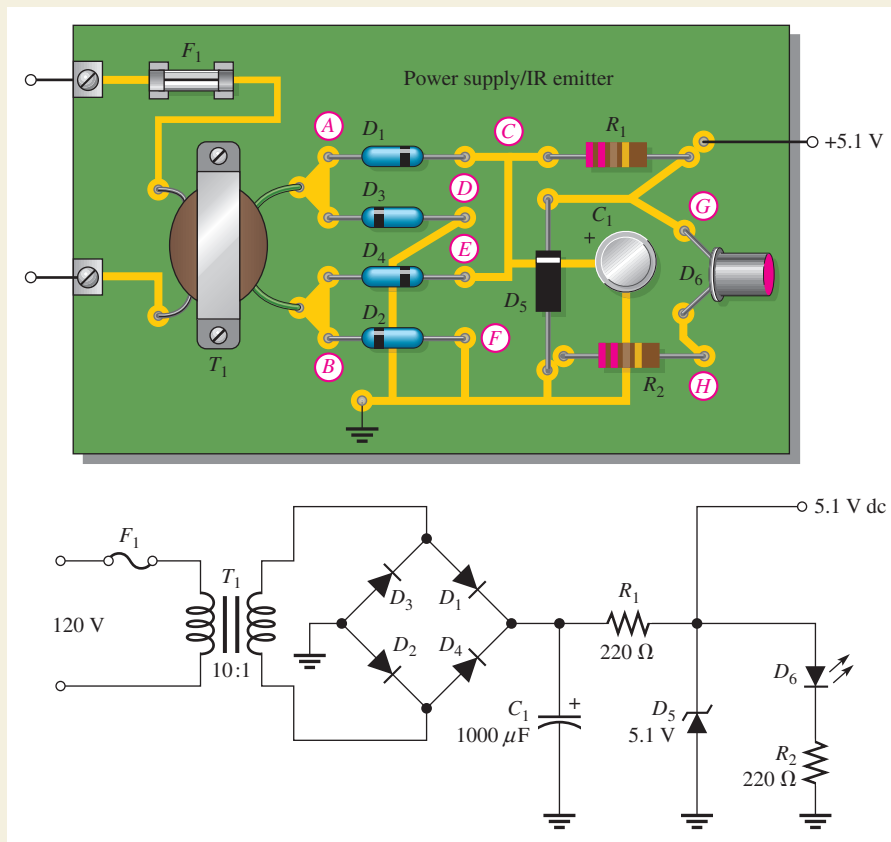 F₁
Power supply/IR emitter
A
D₁
C
R₁
+5.1 V
D
D₃
C₁
G
E
+
D₄
D₆
D₅
D₂
F
B
T₁
R₂
H
5.1 V dc
F₁
T₁
D₃
D₁
R₁
120 V
D₂
D₄
220 Ω
10:1
D₆
C₁
+
D₅
1000 μF
5.1 V
R₂
220 Ω